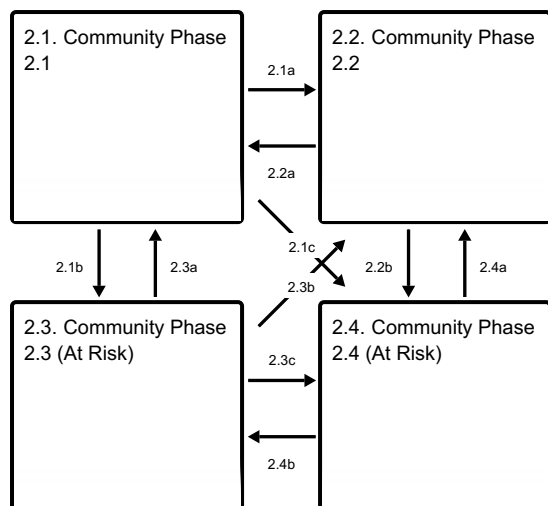 2.1. Community Phase
2.1
2.2. Community Phase
2.2
2.1a
2.2a
2.1b
2.3a
2.1c
2.3b
2.2b
2.4a
2.3. Community Phase
2.3 (At Risk)
2.4. Community Phase
2.4 (At Risk)
2.3c
2.4b